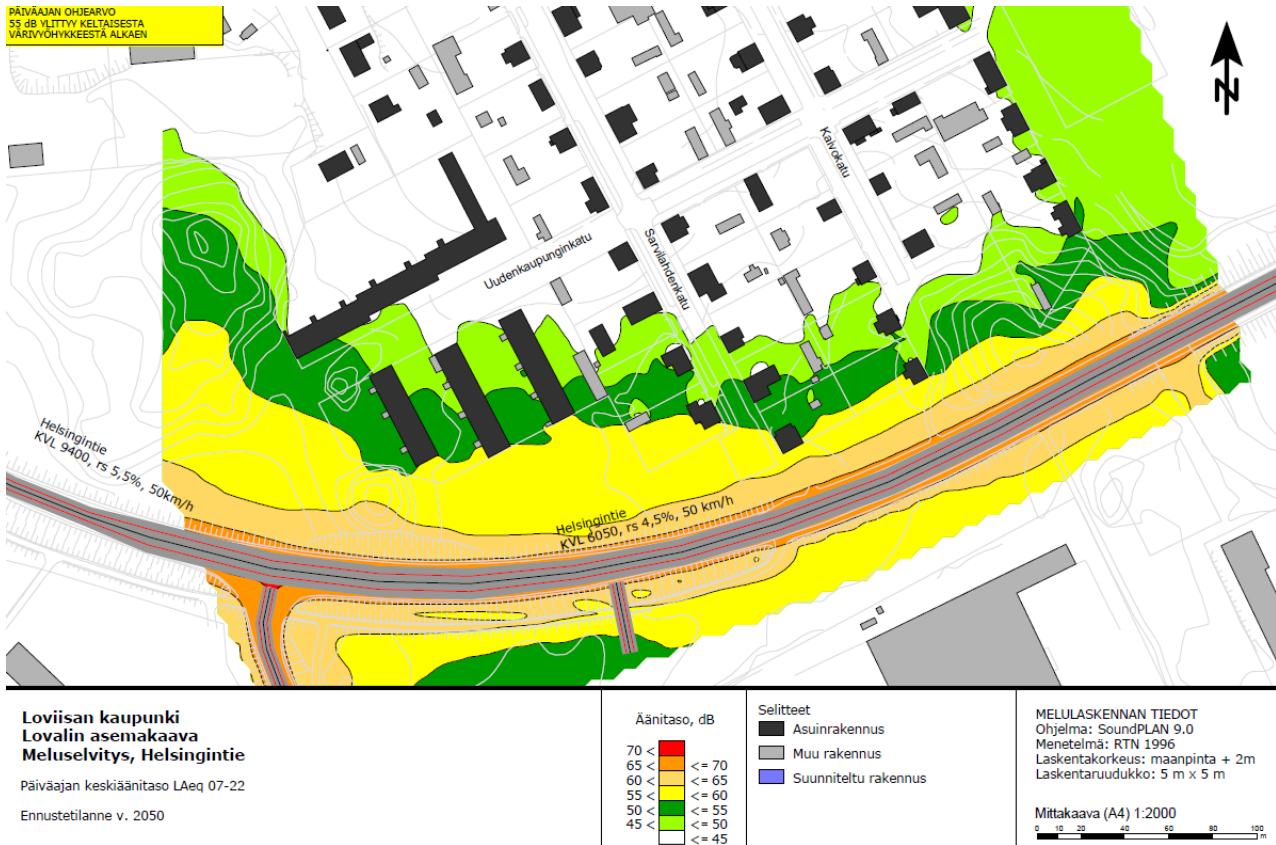 PÄIVÄAJAN OHJEARVO
55 dB YLITTYY KELTAISESTA
VÄRIVYÖHYKKEESTÄ ALKAEN
N
Kaivokatu
Uudenkaupunginkatu
Sarvilahdenkatu
Helsingintie
KVL 9400, rs 5,5%, 50km/h
Helsingintie
KVL 6050, rs 4,5%, 50 km/h
Loviisan kaupunki
Lovalin asemakaava
Meluselvitys, Helsingintie
Päiväajan keskiäänitaso LAeq 07-22
Ennustetilanne v. 2050
Äänitaso, dB
70 <
65 < <= 70
60 < <= 65
55 < <= 60
50 < <= 55
45 < <= 50
<= 45
Selitteet
Asuinrakennus
Muu rakennus
Suunniteltu rakennus
MELULASKENNAN TIEDOT
Ohjelma: SoundPLAN 9.0
Menetelmä: RTN 1996
Laskentakorkeus: maanpinta + 2m
Laskentaruudukko: 5 m x 5 m
Mittakaava (A4) 1:2000
0 10 20 40 60 80 100
m